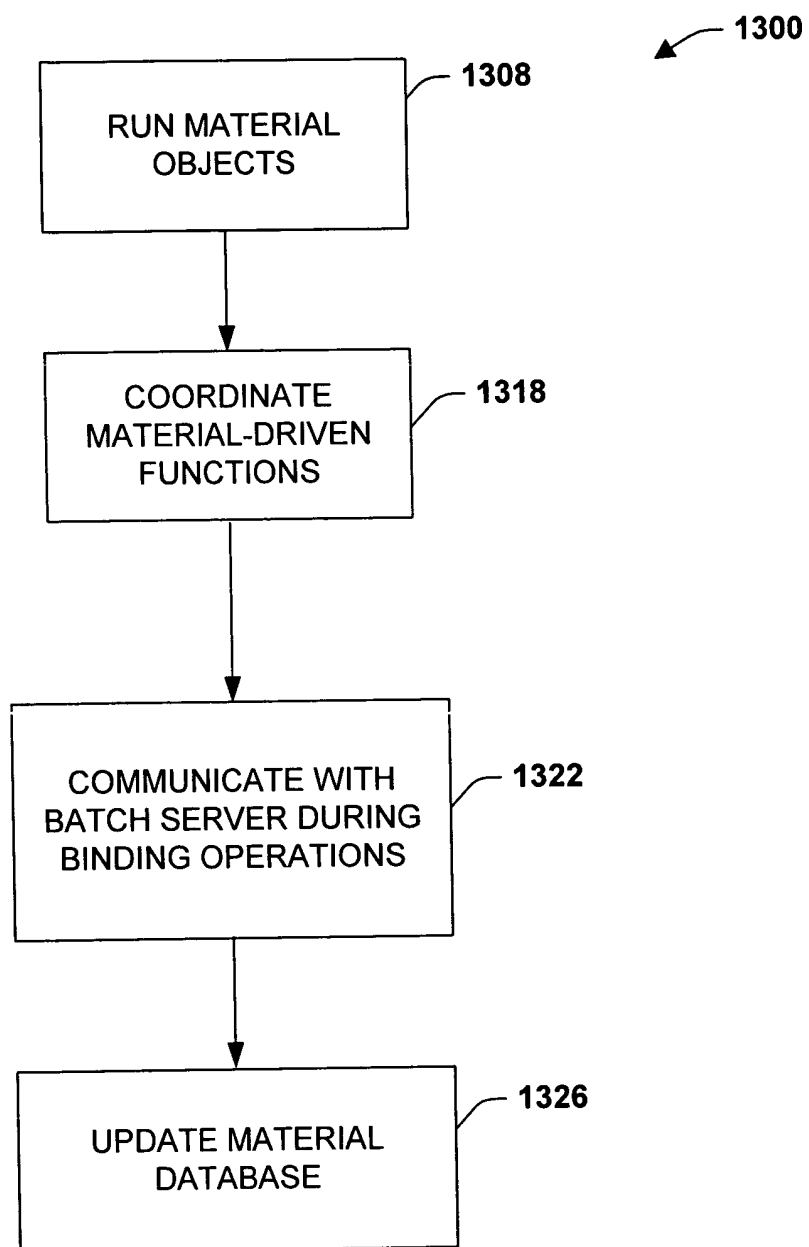 1300
1308
RUN MATERIAL
OBJECTS
1318
COORDINATE
MATERIAL-DRIVEN
FUNCTIONS
1322
COMMUNICATE WITH
BATCH SERVER DURING
BINDING OPERATIONS
1326
UPDATE MATERIAL
DATABASE